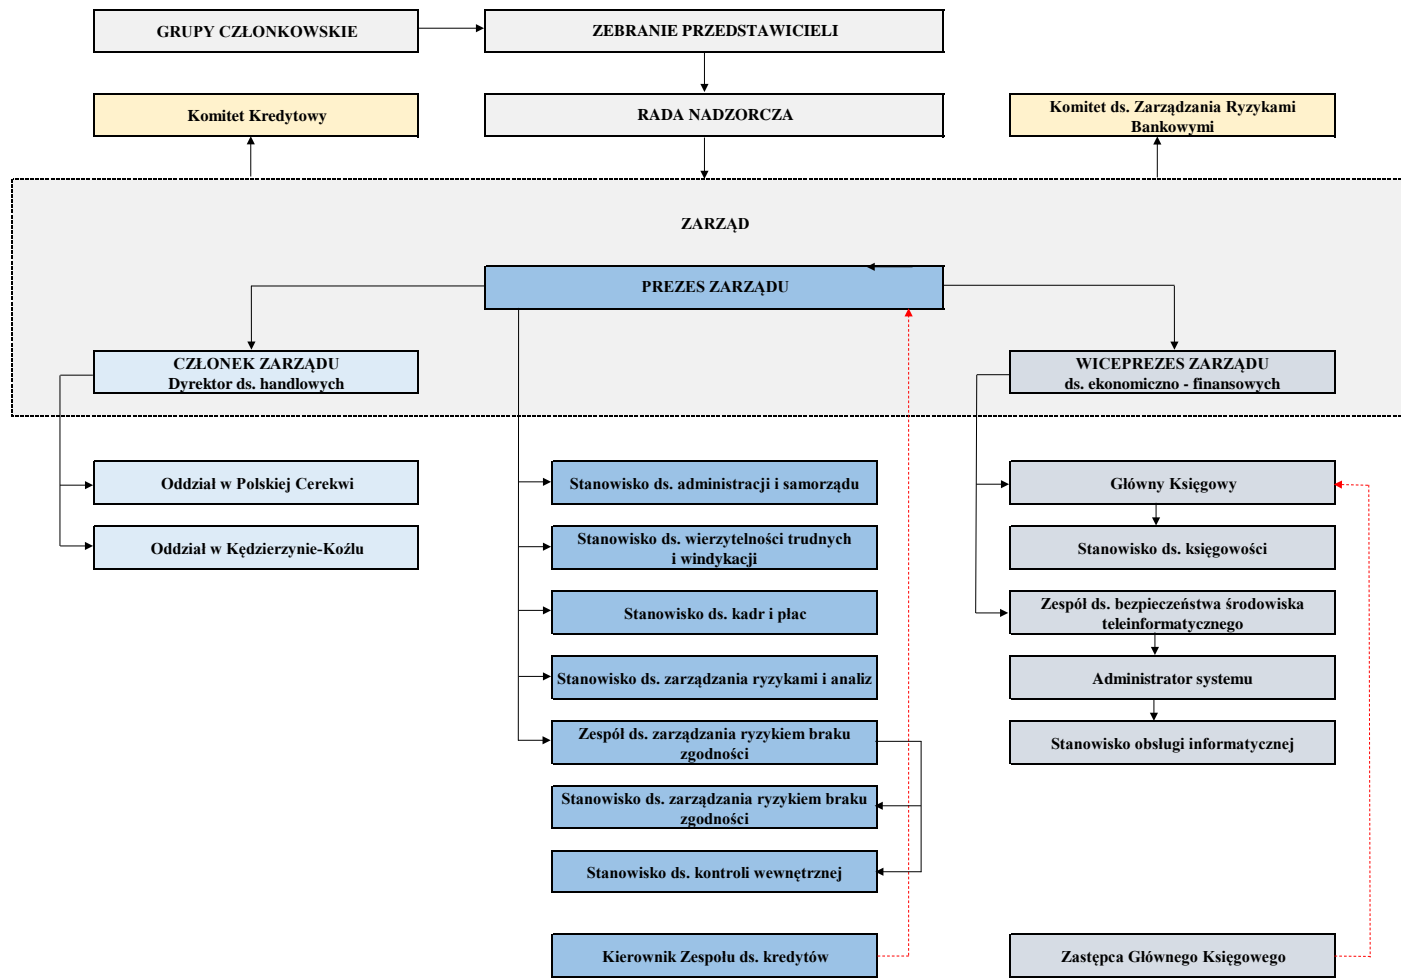 GRUPY CZŁONKOWSKIE
ZEBRANIE PRZEDSTAWICIELI
Komitet Kredytowy
RADA NADZORCZA
Komitet ds. Zarządzania Ryzykami
Bankowymi
ZARZĄD
PREZES ZARZĄDU
CZŁONEK ZARZĄDU
Dyrektor ds. handlowych
WICEPREZES ZARZĄDU
ds. ekonomiczno - finansowych
Oddział w Polskiej Cerekwi
Oddział w Kędzierzynie-Koźlu
Stanowisko ds. administracji i samorządu
Stanowisko ds. wierzytelności trudnych
i windykacji
Stanowisko ds. kadr i płac
Stanowisko ds. zarządzania ryzykami i analiz
Zespół ds. zarządzania ryzykiem braku
zgodności
Stanowisko ds. zarządzania ryzykiem braku
zgodności
Stanowisko ds. kontroli wewnętrznej
Kierownik Zespołu ds. kredytów
Główny Księgowy
Stanowisko ds. księgowości
Zespół ds. bezpieczeństwa środowiska
teleinformatycznego
Administrator systemu
Stanowisko obsługi informatycznej
Zastępca Głównego Księgowego